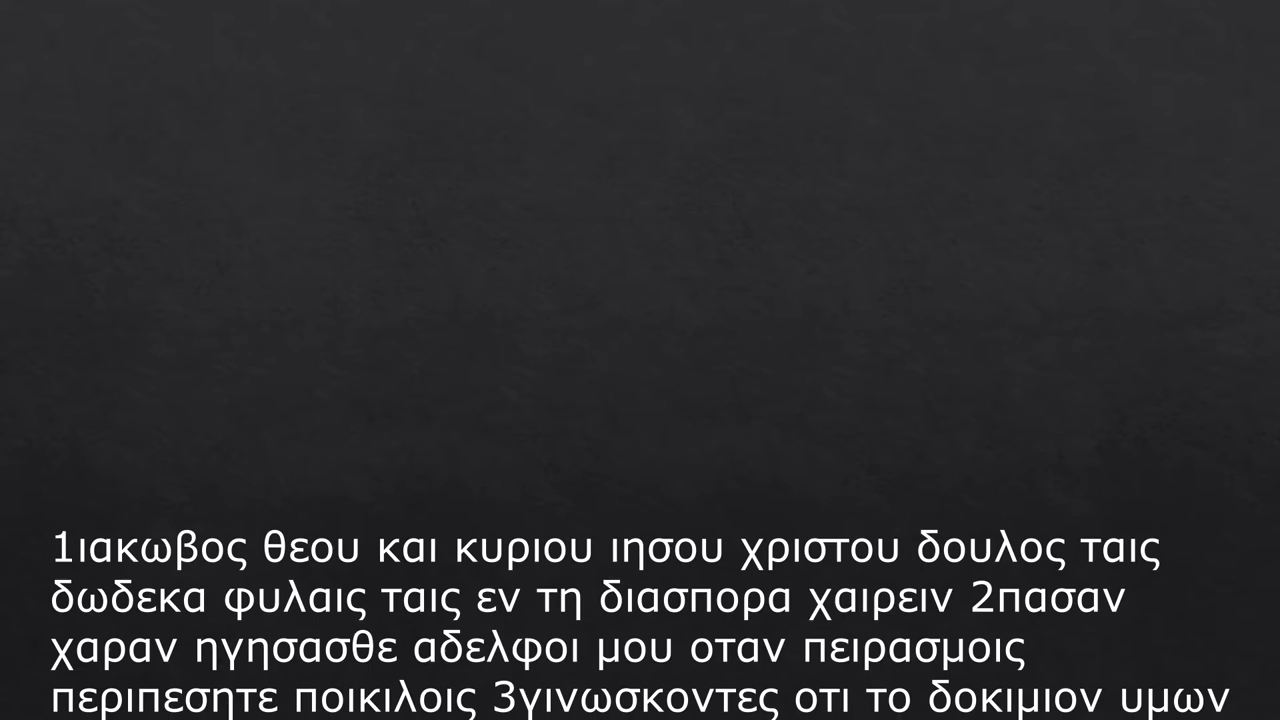 1ιακωβος θεου και κυριου ιησου χριστου δουλος ταις
δωδεκα φυλαις ταις εν τη διασπορα χαιρειν 2πασαν
χαραν ηγησασθε αδελφοι μου οταν πειρασμοις
περιπεσητε ποικιλοις 3γινωσκοντες οτι το δοκιμιον υμων